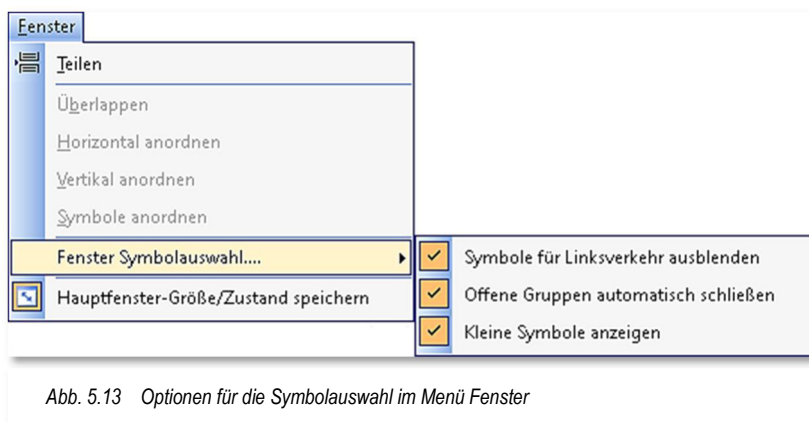 Fenster
Teilen
Überlappen
Horizontal anordnen
Vertikal anordnen
Symbole anordnen
Fenster Symbolauswahl....
Symbole für Linksverkehr ausblenden
Hauptfenster-Größe/Zustand speichern
Offene Gruppen automatisch schließen
Kleine Symbole anzeigen
Abb. 5.13 Optionen für die Symbolauswahl im Menü Fenster